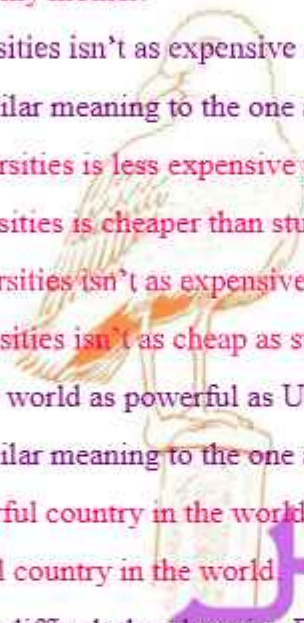 sities isn't as expensive
ilar meaning to the one
rsities is less expensive
sities is cheaper than stu
rsities isn't as expensive
sities isn't as cheap as s
world as powerful as U
ilar meaning to the one
rful country in the world
l country in the world.